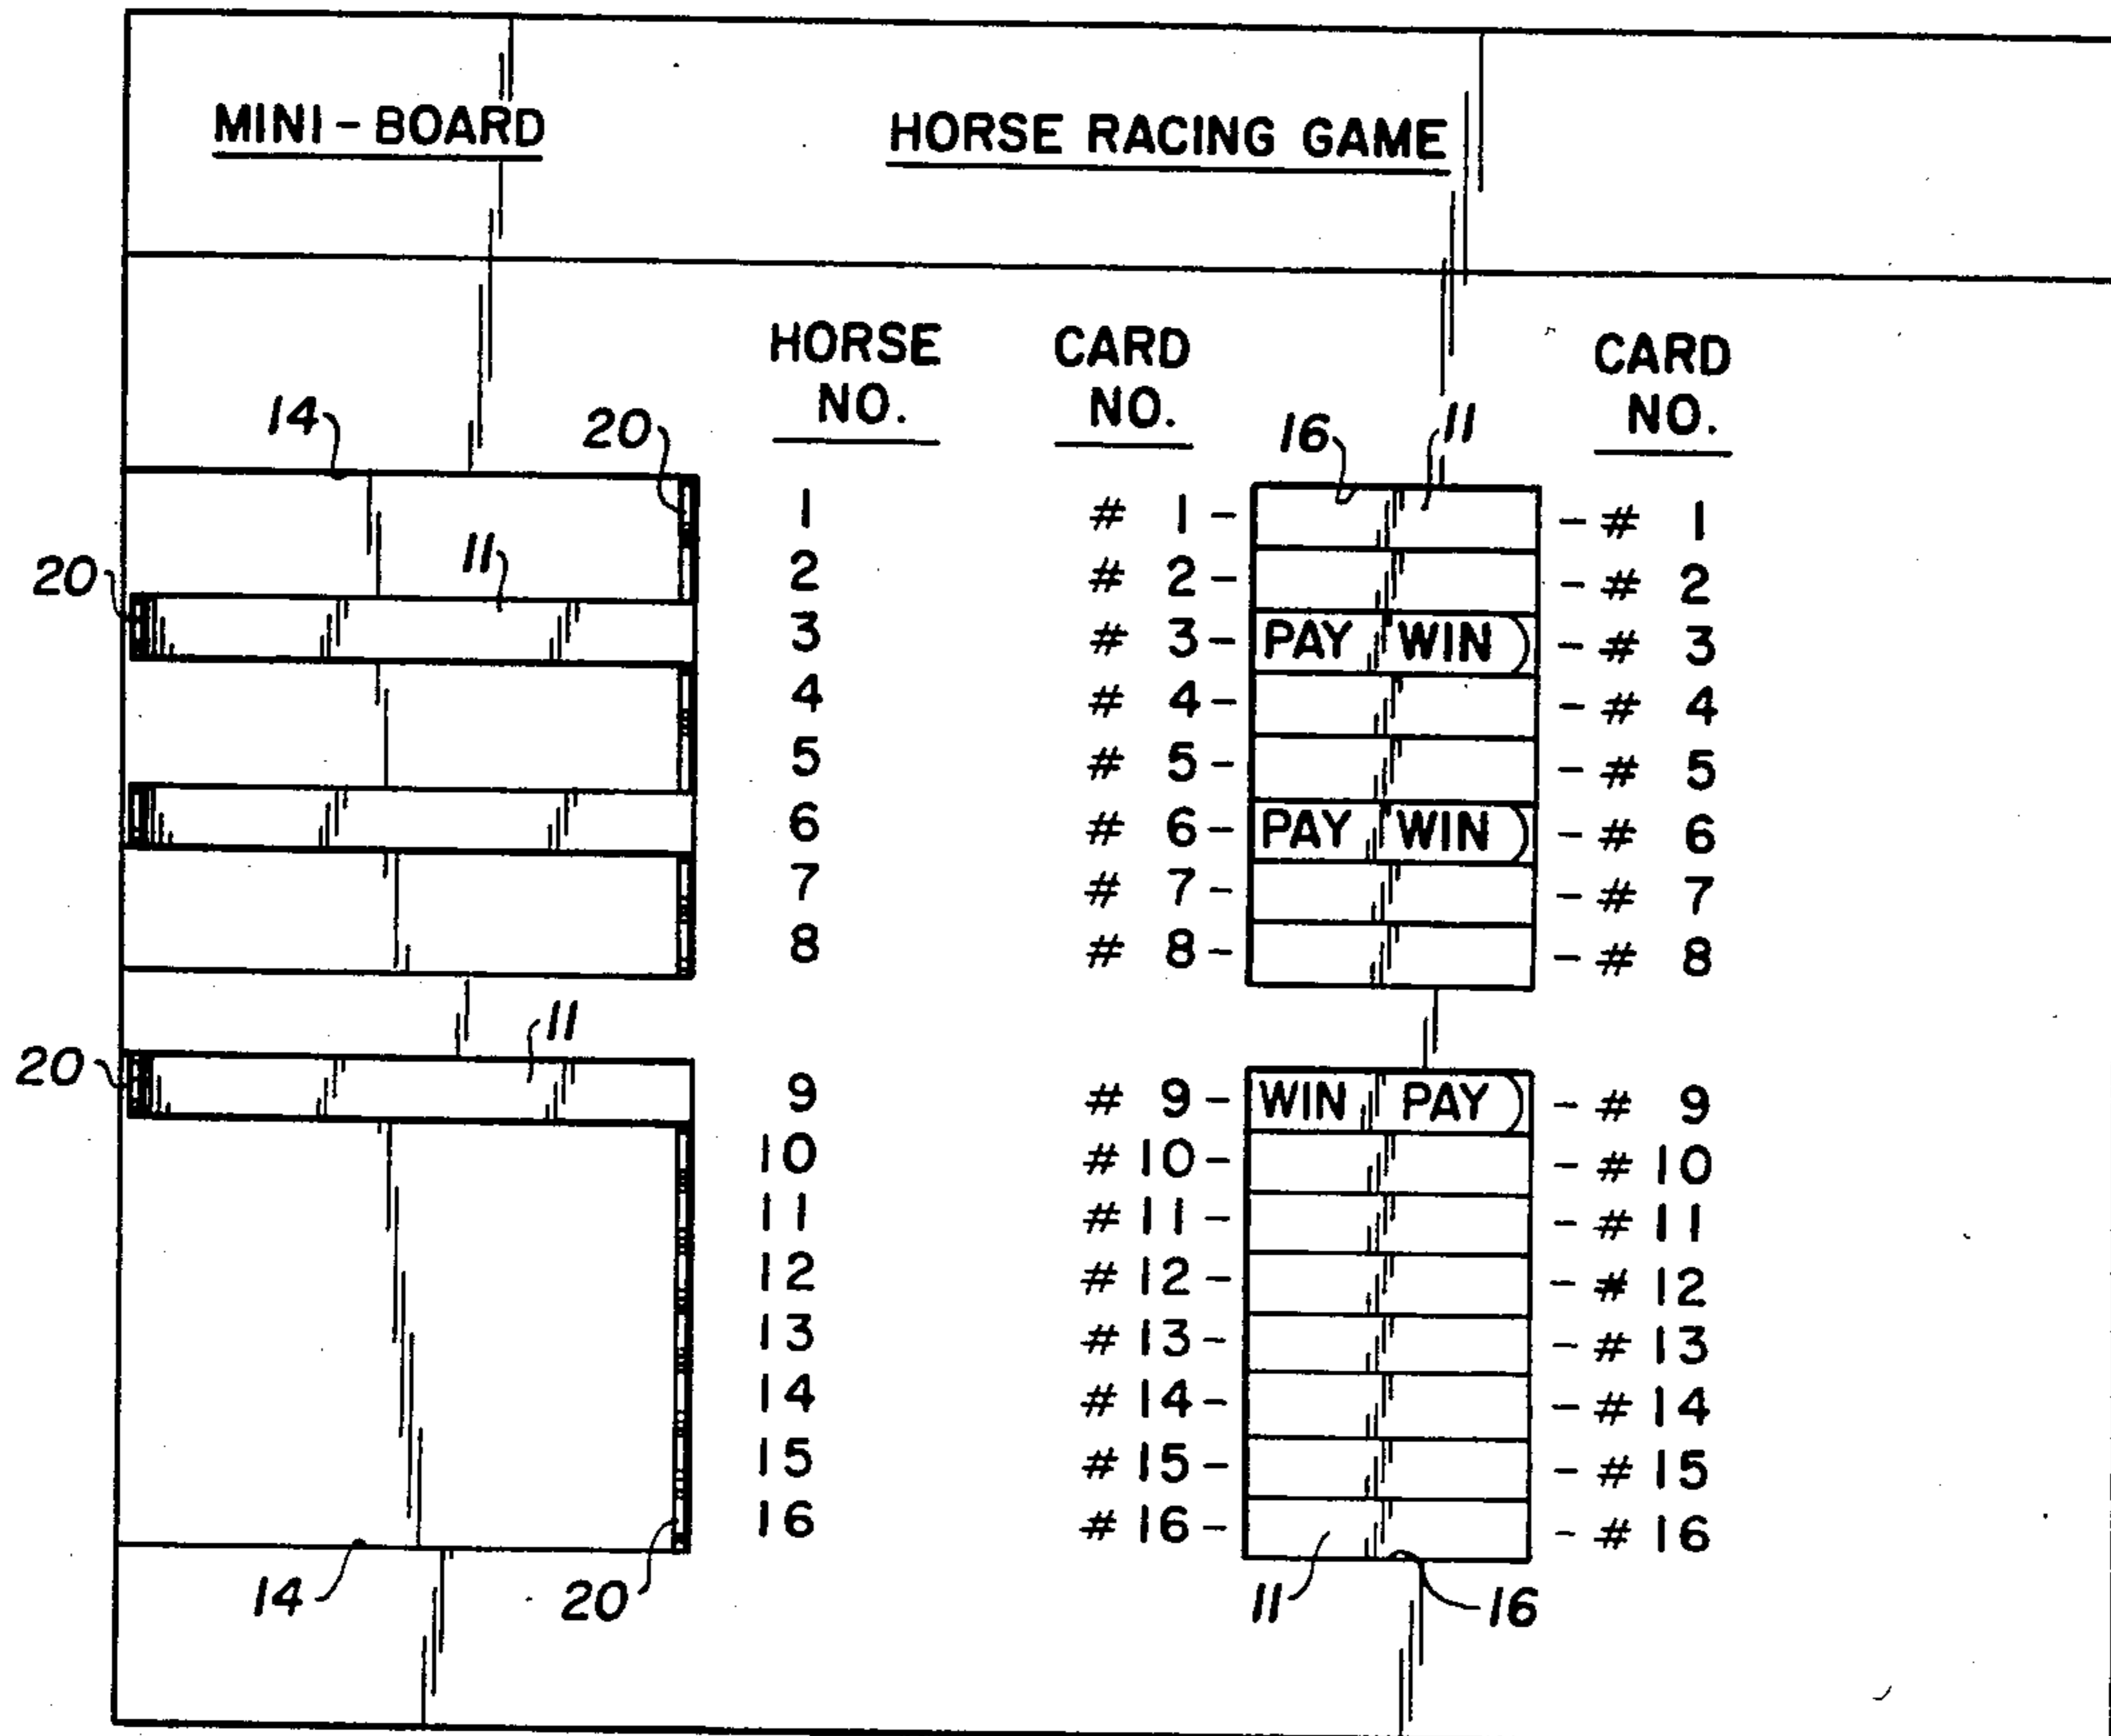 MINI-BOARD HORSE RACING GAME
HORSE CARD CARD
NO. NO. NO.
14 20 16 11
1 # 1- -# 1
11
20 2 # 2- -# 2
3 # 3- PAY WIN -# 3
4 # 4- -# 4
5 # 5- -# 5
6 # 6- PAY WIN -# 6
7 # 7- -# 7
8 # 8- -# 8
11
20 9 # 9- WIN PAY -# 9
10 #10- -#10
11 #11- -#11
12 #12- -#12
13 #13- -#13
14 #14- -#14
15 #15- -#15
16 #16- -#16
14 20 11 16